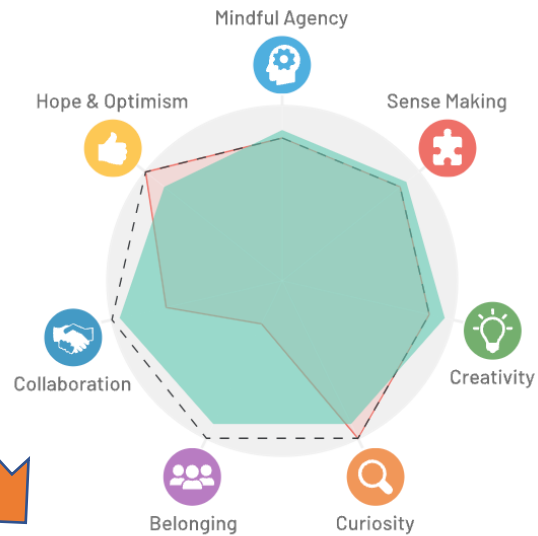 Mindful Agency
Hope & Optimism
Sense Making
Collaboration
Creativity
Belonging
Curiosity